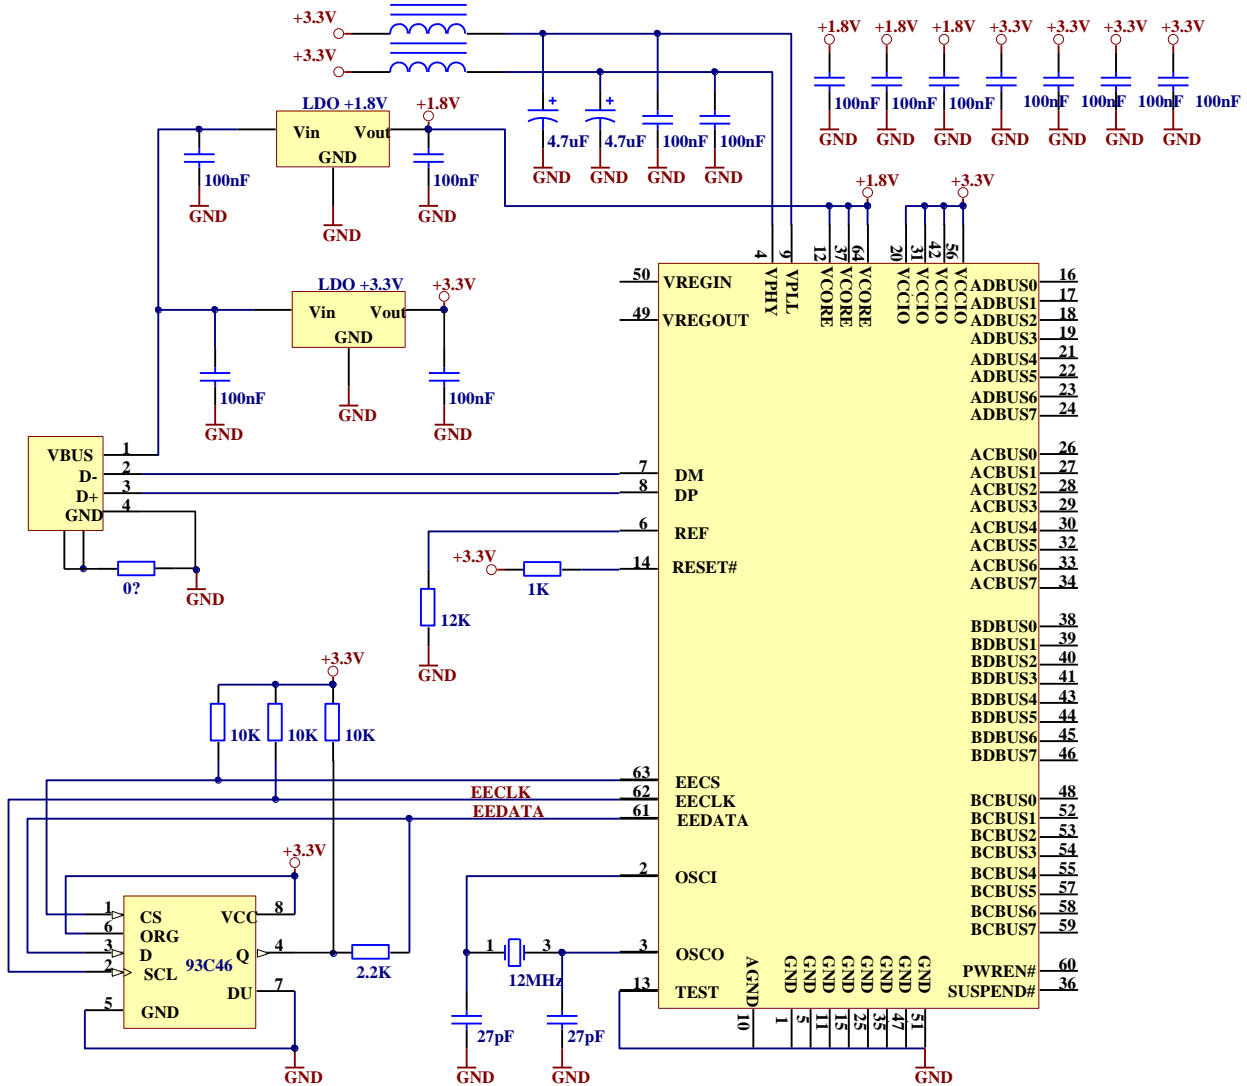 +3.3V
+3.3V
+1.8V +1.8V +1.8V +3.3V +3.3V +3.3V +3.3V
100nF 100nF 100nF 100nF 100nF 100nF 100nF
GND GND GND GND GND GND GND
LDO +1.8V
+1.8V
Vin Vout
GND
100nF
100nF
GND
GND
GND
4.7uF 4.7uF 100nF 100nF
GND GND GND GND
+1.8V
+3.3V
LDO +3.3V
+3.3V
Vin Vout
GND
100nF
100nF
GND
GND
GND
4 9 12 37 64 20 31 42 56
VPHY VPLL VCORE VCORE VCORE VCCIO VCCIO VCCIO VCCIO
50 VREGIN
49 VREGOUT
ADBUS0 16
ADBUS1 17
ADBUS2 18
ADBUS3 19
ADBUS4 21
ADBUS5 22
ADBUS6 23
ADBUS7 24
VBUS 1
D- 2
D+ 3
GND 4
0?
GND
7 DM
8 DP
6 REF
14 RESET#
+3.3V
1K
12K
GND
ACBUS0 26
ACBUS1 27
ACBUS2 28
ACBUS3 29
ACBUS4 30
ACBUS5 32
ACBUS6 33
ACBUS7 34
BDBUS0 38
BDBUS1 39
BDBUS2 40
BDBUS3 41
BDBUS4 43
BDBUS5 44
BDBUS6 45
BDBUS7 46
+3.3V
10K 10K 10K
63 EECS
EECLK 62 EECLK
EEDATA 61 EEDATA
BCBUS0 48
BCBUS1 52
BCBUS2 53
BCBUS3 54
BCBUS4 55
BCBUS5 57
BCBUS6 58
BCBUS7 59
+3.3V
1 CS VCC 8
6 ORG
3 D 93C46 Q 4
2 SCL
DU 7
5 GND
2.2K
GND
2 OSCI
1 3
12MHz
3 OSCO
13 TEST
27pF 27pF
GND GND
PWREN# 60
SUSPEND# 36
AGND GND GND GND GND GND GND GND GND
10 1 5 11 15 25 35 47 51
GND